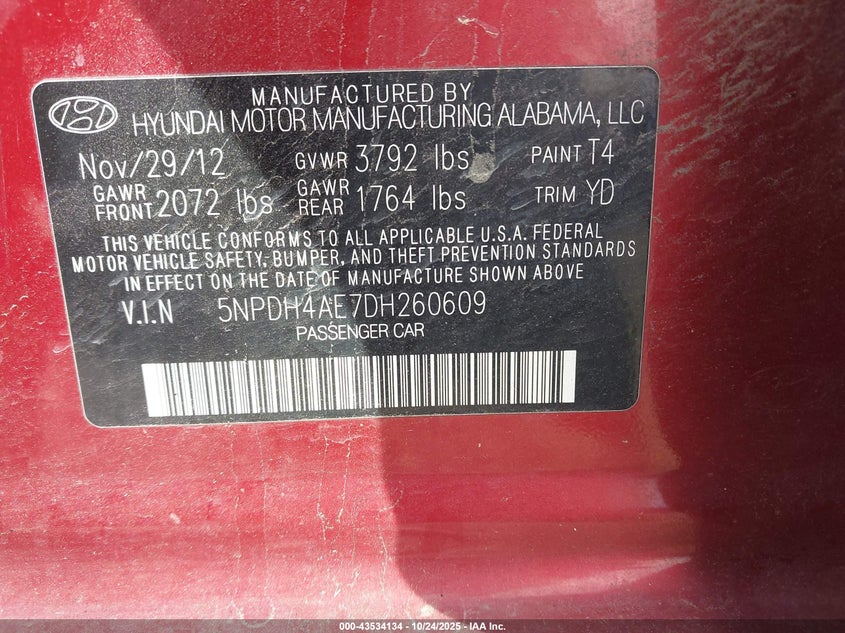 MANUFACTURED BY
HYUNDAI MOTOR MANUFACTURING ALABAMA, LLC
Nov/29/12 GVWR 3792 lbs PAINT T4
GAWR FRONT 2072 lbs GAWR REAR 1764 lbs TRIM YD
THIS VEHICLE CONFORMS TO ALL APPLICABLE U.S.A. FEDERAL
MOTOR VEHICLE SAFETY, BUMPER, AND THEFT PREVENTION STANDARDS
IN EFFECT ON THE DATE OF MANUFACTURE SHOWN ABOVE
V.I.N 5NPDH4AE7DH260609
PASSENGER CAR
000-43534134 - 10/24/2025 - IAA Inc.